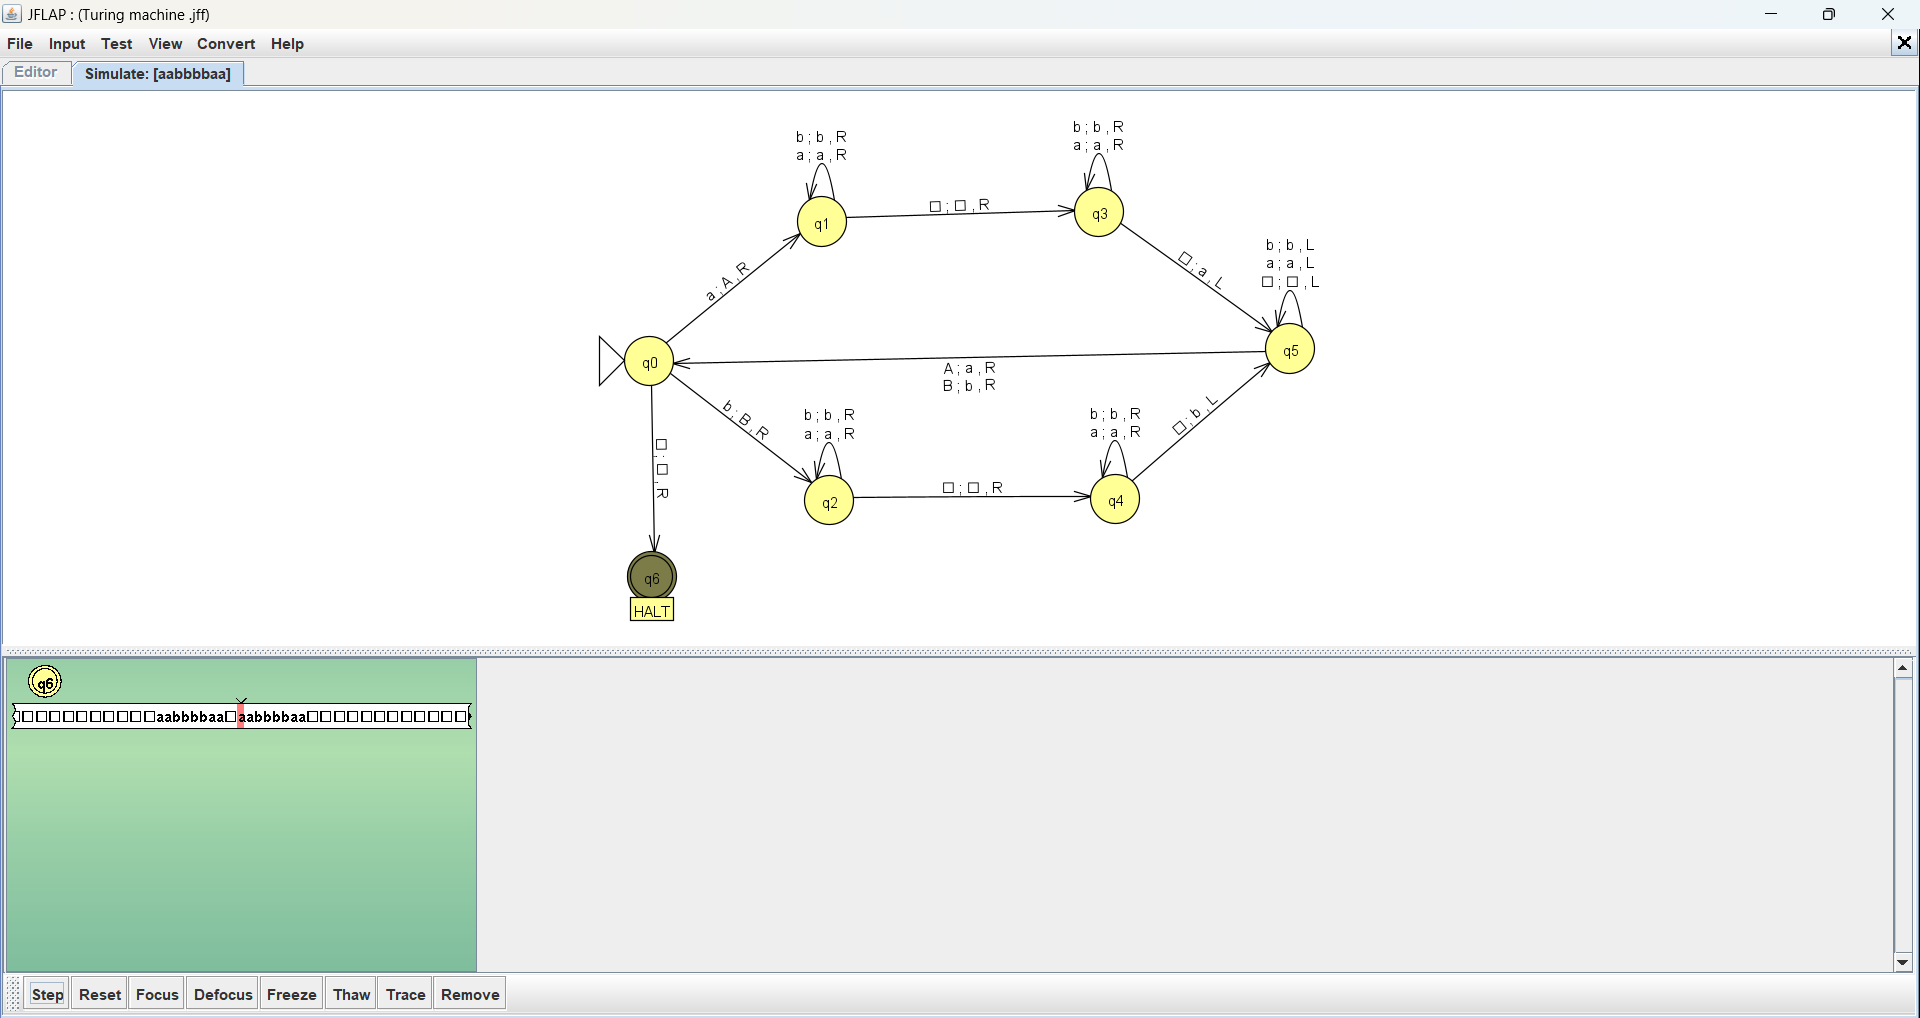 JFLAP : (Turing machine .jff)
File Input Test View Convert Help
Editor Simulate: [aabbbbaa]
b ; b , R
a ; a , R
b ; b , R
a ; a , R
q1
□ ; □ , R
q3
b ; b , L
a ; a , L
□ ; □ , L
a ; A , R
□ ; a , L
q0
q5
A ; a , R
B ; b , R
b ; B , R
b ; b , R
a ; a , R
b ; b , R
a ; a , R
□ ; b , L
□ ; □ , R
q2
□ ; □ , R
q4
q6
HALT
q6
□□□□□□□□□□□aabbbbaa□aabbbbaa□□□□□□□□□□□□
Step Reset Focus Defocus Freeze Thaw Trace Remove